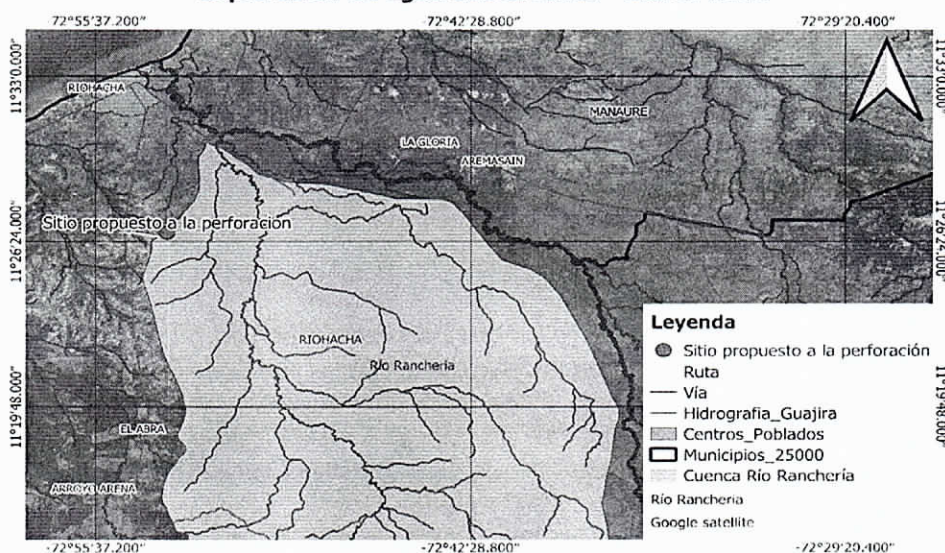 -72°55'37.200" -72°42'28.800" -72°29'20.400"
11°33'0.000" 11°33'0.000"
RIOHACHA
MANAURE
LA GLORIA
AREMASAIN
Sitio propuesto a la perforación
11°26'24.000" 11°26'24.000"
RIOHACHA
Río Ranchería
11°19'48.000" 11°19'48.000"
EL ABRA
ARROYO ARENA
Leyenda
Sitio propuesto a la perforación
Ruta
Vía
Hidrografia_Guajira
Centros_Poblados
Municipios_25000
Cuenca Río Ranchería
Río Rancheria
Google satellite
-72°55'37.200" -72°42'28.800" -72°29'20.400"